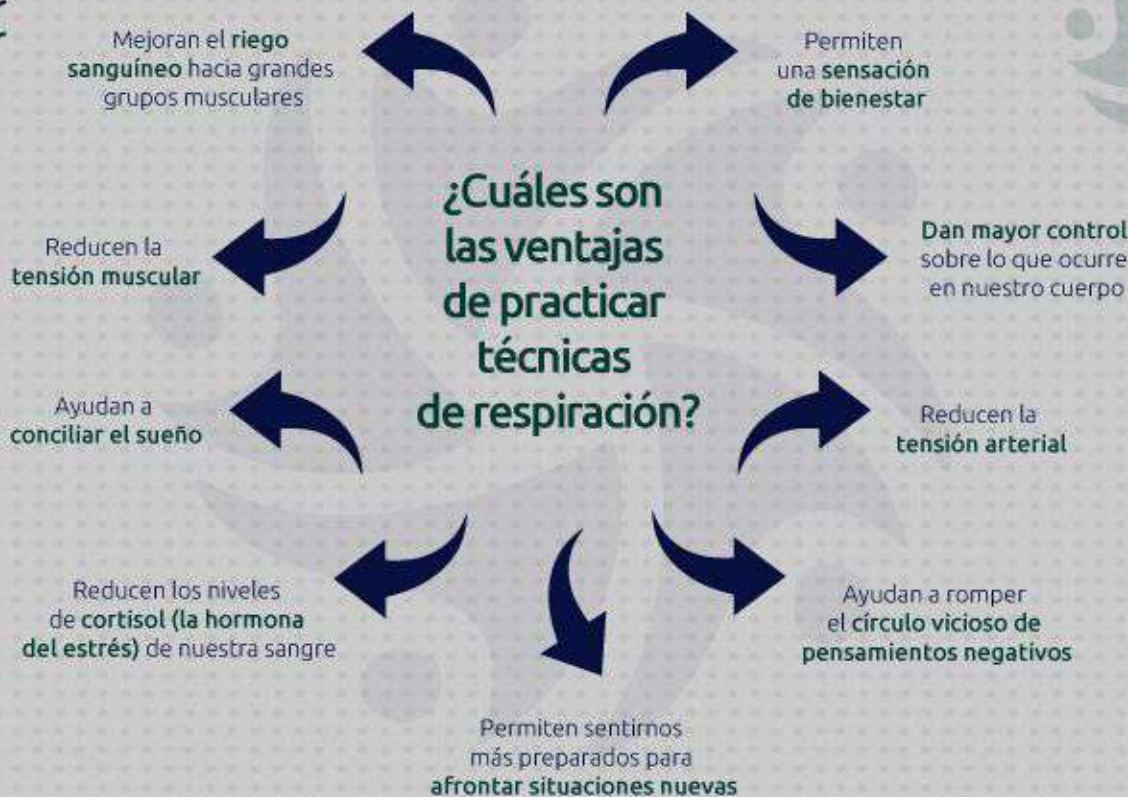 ¿Cuáles son
las ventajas
de practicar
técnicas
de respiración?
Mejoran el riego
sanguíneo hacia grandes
grupos musculares
Permiten
una sensación
de bienestar
Reducen la
tensión muscular
Dan mayor control
sobre lo que ocurre
en nuestro cuerpo
Ayudan a
conciliar el sueño
Reducen la
tensión arterial
Reducen los niveles
de cortisol (la hormona
del estrés) de nuestra sangre
Ayudan a romper
el círculo vicioso de
pensamientos negativos
Permiten sentirnos
más preparados para
afrontar situaciones nuevas